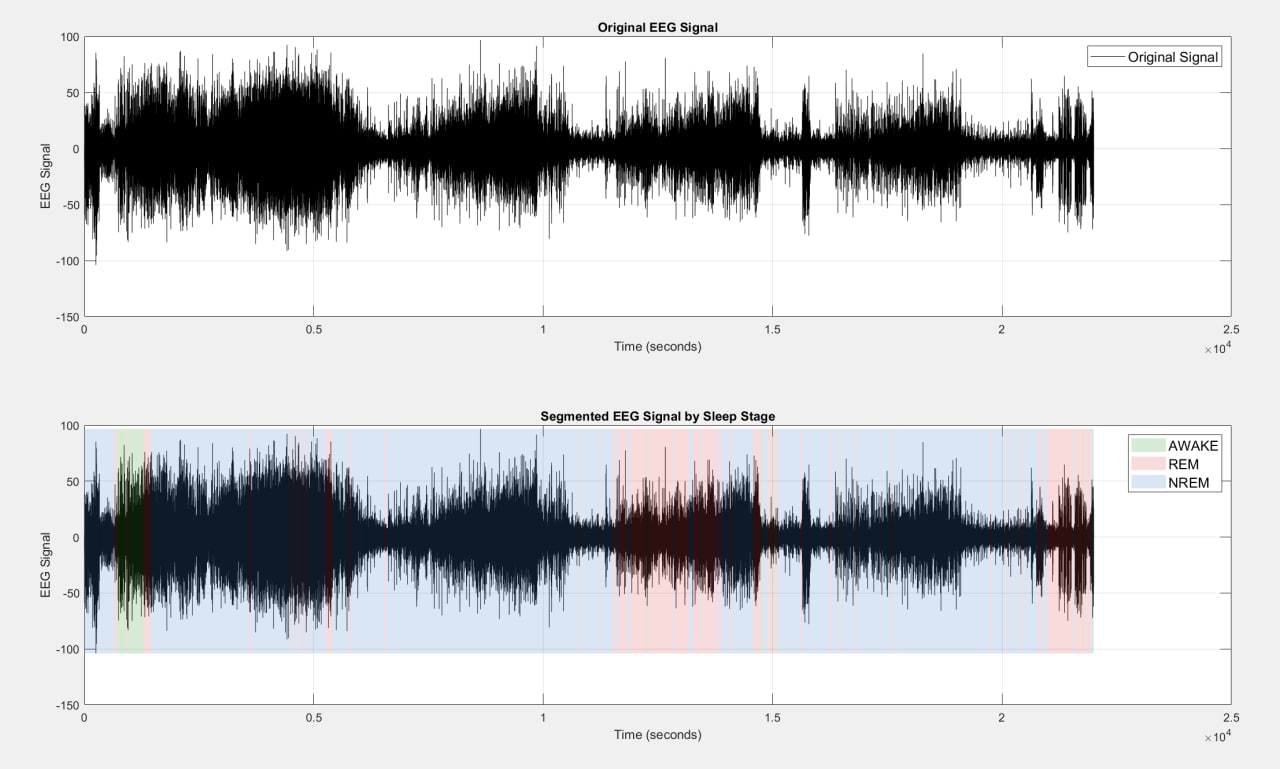 Original EEG Signal
100
50
0
-50
-100
-150
EEG Signal
Original Signal
0 0.5 1 1.5 2 2.5
Time (seconds)
×10^4
Segmented EEG Signal by Sleep Stage
100
50
0
-50
-100
-150
EEG Signal
AWAKE
REM
NREM
0 0.5 1 1.5 2 2.5
Time (seconds)
×10^4